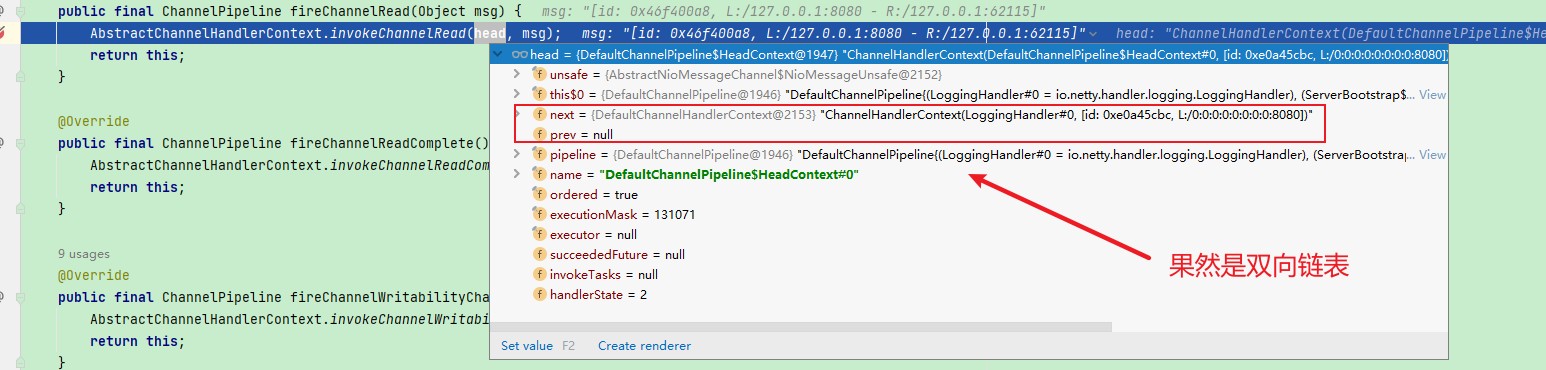 public final ChannelPipeline fireChannelRead(Object msg) {   msg: "[id: 0x46f400a8, L:/127.0.0.1:8080 - R:/127.0.0.1:62115]"
AbstractChannelHandlerContext.invokeChannelRead(head, msg);   msg: "[id: 0x46f400a8, L:/127.0.0.1:8080 - R:/127.0.0.1:62115]"   head: "ChannelHandlerContext(DefaultChannelPipeline$He
return this;
}
@Override
public final ChannelPipeline fireChannelReadComplete()
AbstractChannelHandlerContext.invokeChannelReadCom
return this;
}
9 usages
@Override
public final ChannelPipeline fireChannelWritabilityCha
AbstractChannelHandlerContext.invokeChannelWritabi
return this;
}
head = {DefaultChannelPipeline$HeadContext@1947} "ChannelHandlerContext(DefaultChannelPipeline$HeadContext#0, [id: 0xe0a45cbc, L:/0:0:0:0:0:0:0:0:8080])
unsafe = {AbstractNioMessageChannel$NioMessageUnsafe@2152}
this$0 = {DefaultChannelPipeline@1946} "DefaultChannelPipeline{(LoggingHandler#0 = io.netty.handler.logging.LoggingHandler), (ServerBootstrap$... View
next = {DefaultChannelHandlerContext@2153} "ChannelHandlerContext(LoggingHandler#0, [id: 0xe0a45cbc, L:/0:0:0:0:0:0:0:0:8080])"
prev = null
pipeline = {DefaultChannelPipeline@1946} "DefaultChannelPipeline{(LoggingHandler#0 = io.netty.handler.logging.LoggingHandler), (ServerBootstrap... View
name = "DefaultChannelPipeline$HeadContext#0"
ordered = true
executionMask = 131071
executor = null
succeededFuture = null
invokeTasks = null
handlerState = 2
果然是双向链表
Set value F2 Create renderer